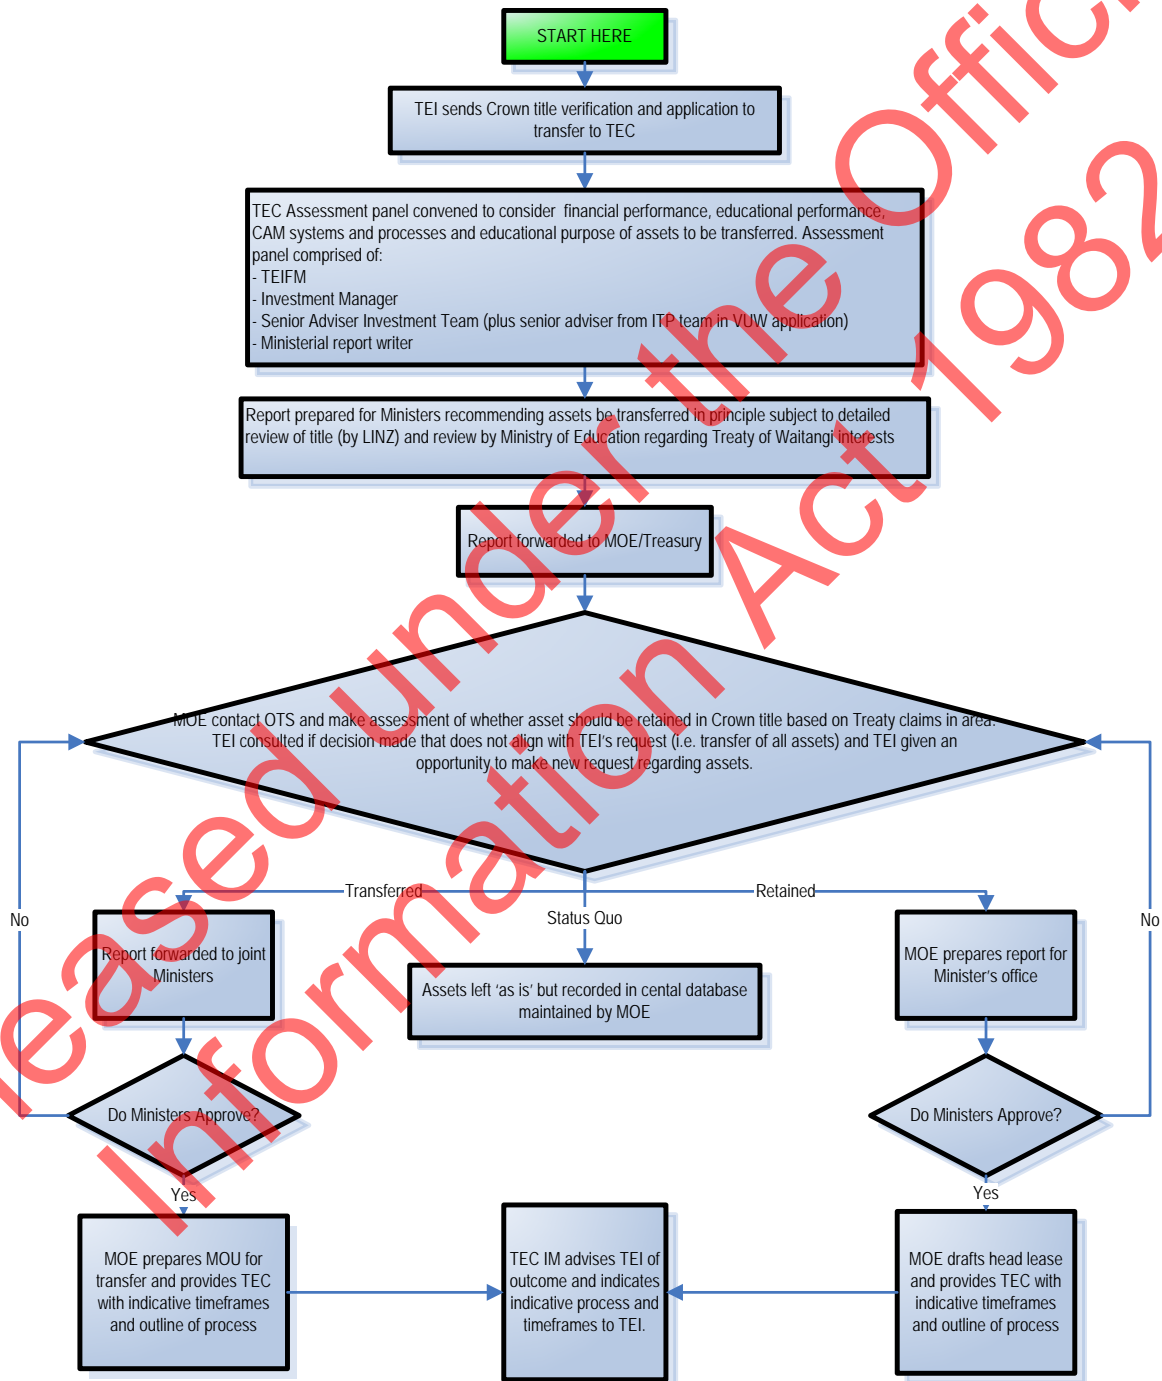 START HERE
TEI sends Crown title verification and application to
transfer to TEC
TEC Assessment panel convened to consider financial performance, educational performance,
CAM systems and processes and educational purpose of assets to be transferred. Assessment
panel comprised of:
- TEIFM
- Investment Manager
- Senior Adviser Investment Team (plus senior adviser from ITP team in VUW application)
- Ministerial report writer
Report prepared for Ministers recommending assets be transferred in principle subject to detailed
review of title (by LINZ) and review by Ministry of Education regarding Treaty of Waitangi interests
Report forwarded to MOE/Treasury
MOE contact OTS and make assessment of whether asset should be retained in Crown title based on Treaty claims in area.
TEI consulted if decision made that does not align with TEI's request (i.e. transfer of all assets) and TEI given an
opportunity to make new request regarding assets.
Transferred
Retained
Status Quo
No
No
Report forwarded to joint
Ministers
Assets left 'as is' but recorded in cental database
maintained by MOE
MOE prepares report for
Minister's office
Do Ministers Approve?
Do Ministers Approve?
Yes
Yes
MOE prepares MOU for
transfer and provides TEC
with indicative timeframes
and outline of process
TEC IM advises TEI of
outcome and indicates
indicative process and
timeframes to TEI.
MOE drafts head lease
and provides TEC with
indicative timeframes
and outline of process
leased under the Offic
Information Act 1982